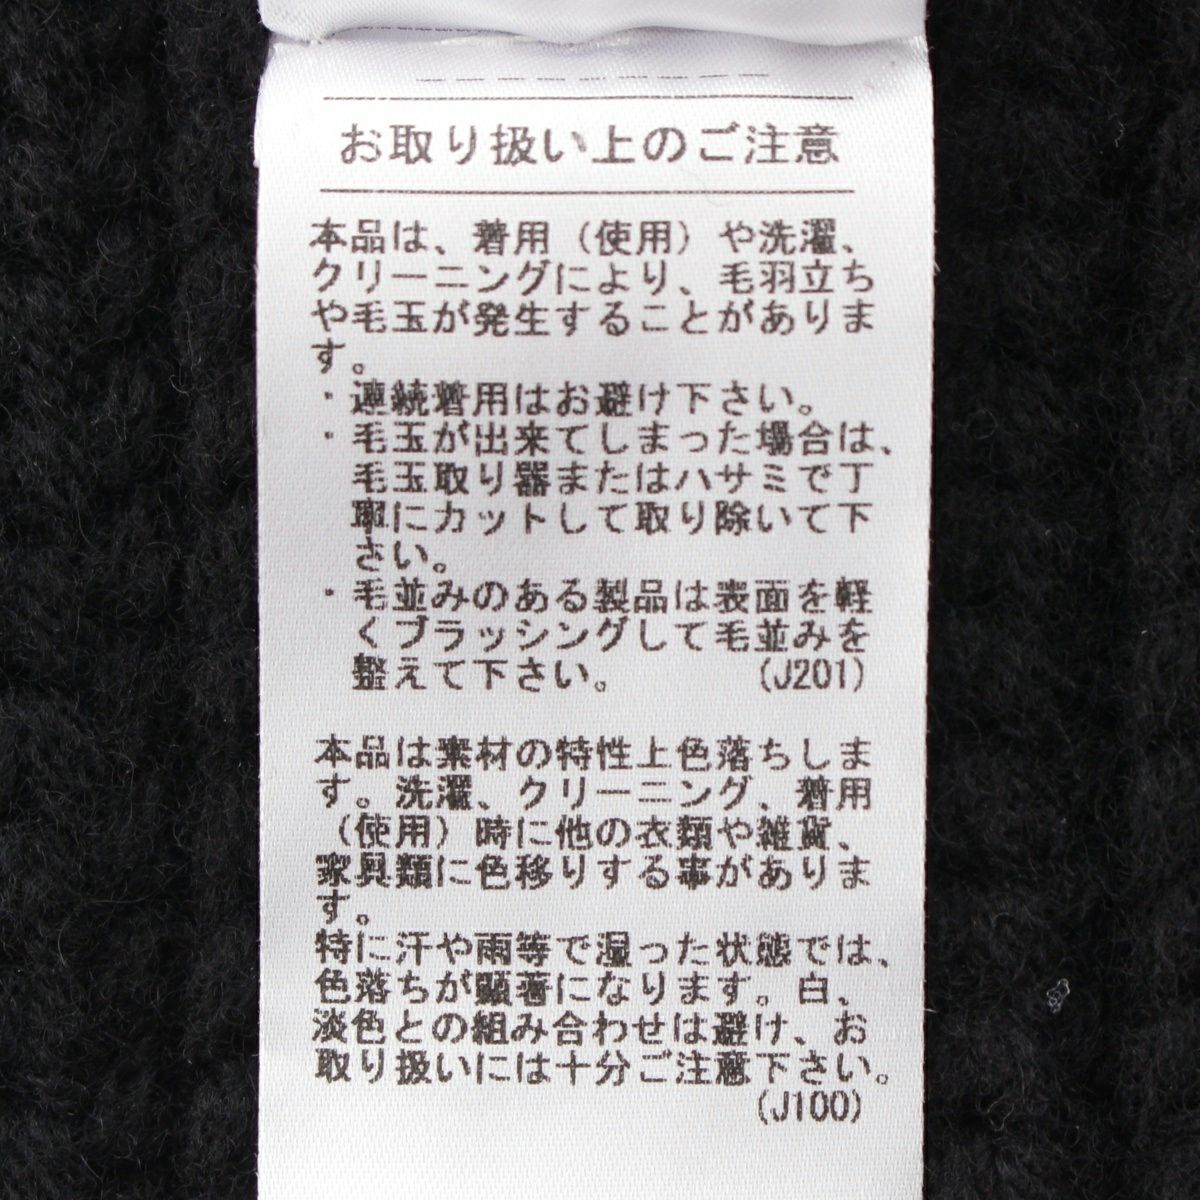 お取り扱い上のご注意
本品は、着用（使用）や洗濯、
クリーニングにより、毛羽立ち
や毛玉が発生することがありま
す。
・連続着用はお避け下さい。
・毛玉が出来てしまった場合は、
毛玉取り器またはハサミで丁
寧にカットして取り除いて下
さい。
・毛並みのある製品は表面を軽
くブラッシングして毛並みを
整えて下さい。 (J201)
本品は素材の特性上色落ちしま
す。洗濯、クリーニング、着用
（使用）時に他の衣類や雑貨、
家具類に色移りする事がありま
す。
特に汗や雨等で湿った状態では、
色落ちが顕著になります。白、
淡色との組み合わせは避け、お
取り扱いには十分ご注意下さい。
(J100)